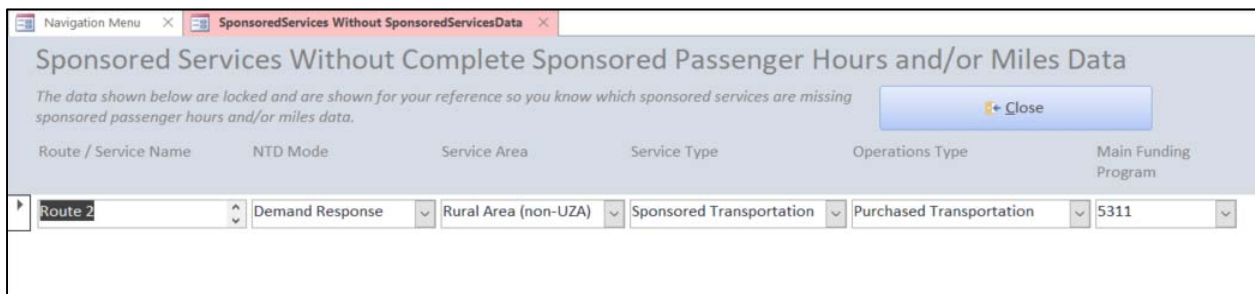 Navigation Menu
SponsoredServices Without SponsoredServicesData
Sponsored Services Without Complete Sponsored Passenger Hours and/or Miles Data
The data shown below are locked and are shown for your reference so you know which sponsored services are missing
sponsored passenger hours and/or miles data.
Close
Route / Service Name NTD Mode Service Area Service Type Operations Type Main Funding
Program
Route 2 Demand Response Rural Area (non-UZA) Sponsored Transportation Purchased Transportation 5311